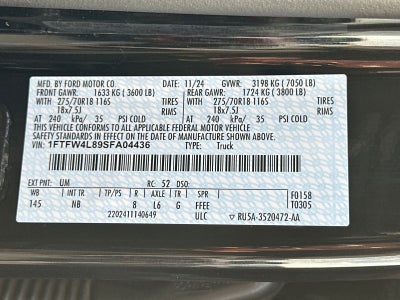 MFD. BY FORD MOTOR CO. 11/24 GVWR: 3198 KG ( 7050 LB)
FRONT GAWR: 1633 KG ( 3600 LB) REAR GAWR: 1724 KG ( 3800 LB)
WITH WITH
275/70R18 116S TIRES 275/70R18 116S TIRES
18x7.5J RIMS 18x7.5J RIMS
AT 240 kPa/ 35 PSI COLD AT 240 kPa/ 35 PSI COLD
THIS VEHICLE CONFORMS TO ALL APPLICABLE FEDERAL MOTOR VEHICLE
SAFETY STANDARDS IN EFFECT ON THE DATE OF MANUFACTURE SHOWN ABOVE.
VIN: 1FTFW4L89SFA04436 TYPE: Truck
EXT PNT: UM RC: 52 DSO:
WB INT TR TP/PS R AXLE TR SPR F0158
145 NB 8 L6 G FFEE T0305
2202411140649 ULC RU5A-3520472-AA